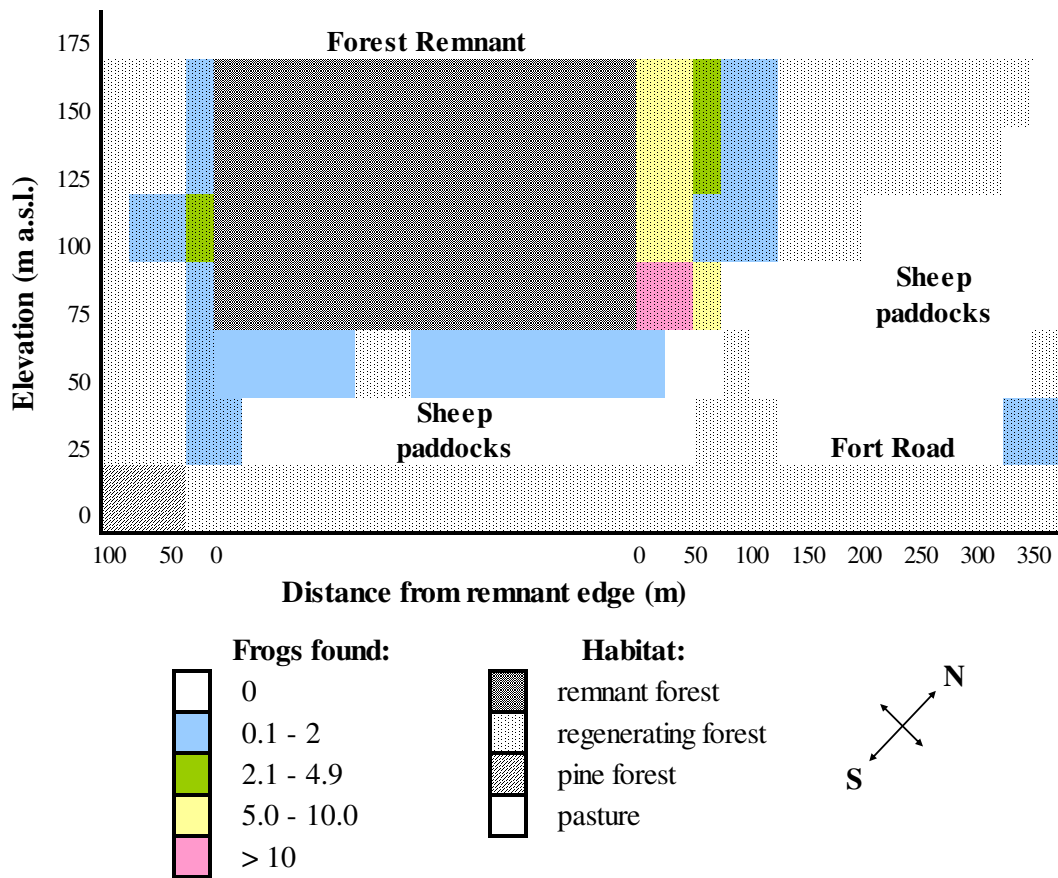 Forest Remnant
175
150
125
100
75
50
25
0
Elevation (m a.s.l.)
Sheep
paddocks
Sheep
paddocks
Fort Road
100 50 0 0 50 100 150 200 250 300 350
Distance from remnant edge (m)
Frogs found:
0
0.1 - 2
2.1 - 4.9
5.0 - 10.0
> 10
Habitat:
remnant forest
regenerating forest
pine forest
pasture
N
S